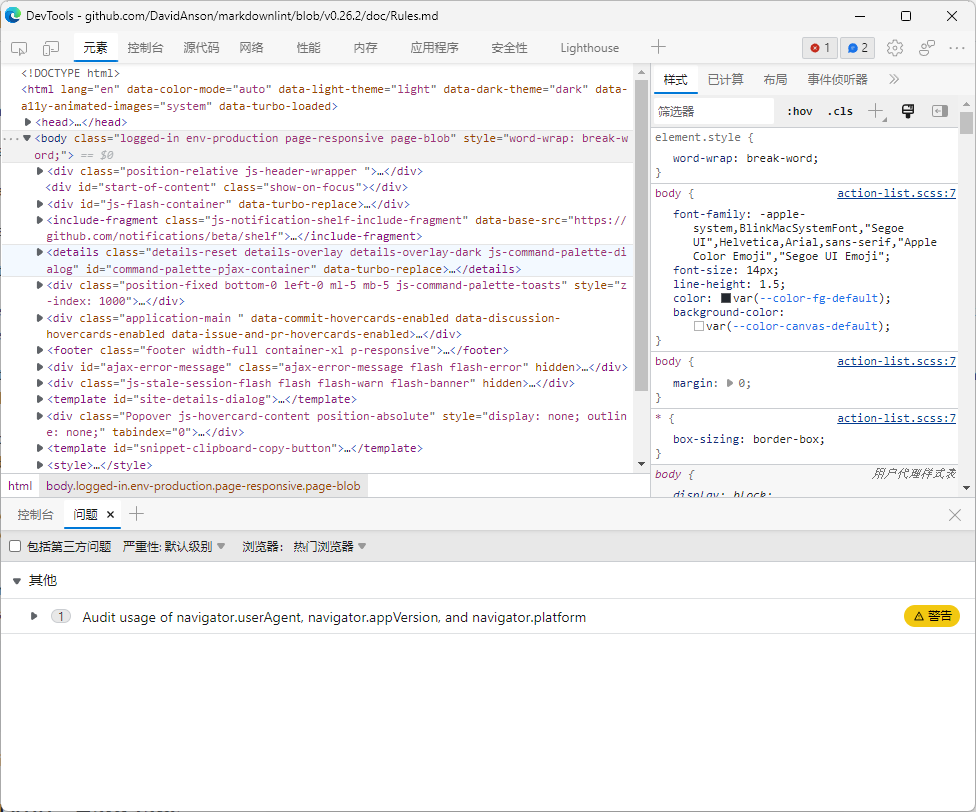 DevTools - github.com/DavidAnson/markdownlint/blob/v0.26.2/doc/Rules.md
元素 控制台 源代码 网络 性能 内存 应用程序 安全性 Lighthouse 1 2
<!DOCTYPE html>
<html lang="en" data-color-mode="auto" data-light-theme="light" data-dark-theme="dark" data-
a11y-animated-images="system" data-turbo-loaded>
<head>…</head>
<body class="logged-in env-production page-responsive page-blob" style="word-wrap: break-w
ord;"> == $0
<div class="position-relative js-header-wrapper ">…</div>
<div id="start-of-content" class="show-on-focus"></div>
<div id="js-flash-container" data-turbo-replace>…</div>
<include-fragment class="js-notification-shelf-include-fragment" data-base-src="https://
github.com/notifications/beta/shelf">…</include-fragment>
<details class="details-reset details-overlay details-overlay-dark js-command-palette-di
alog" id="command-palette-pjax-container" data-turbo-replace>…</details>
<div class="position-fixed bottom-0 left-0 ml-5 mb-5 js-command-palette-toasts" style="z
-index: 1000">…</div>
<div class="application-main " data-commit-hovercards-enabled data-discussion-
hovercards-enabled data-issue-and-pr-hovercards-enabled>…</div>
<footer class="footer width-full container-xl p-responsive">…</footer>
<div id="ajax-error-message" class="ajax-error-message flash flash-error" hidden>…</div>
<div class="js-stale-session-flash flash flash-warn flash-banner" hidden>…</div>
<template id="site-details-dialog">…</template>
<div class="Popover js-hovercard-content position-absolute" style="display: none; outlin
e: none;" tabindex="0">…</div>
<template id="snippet-clipboard-copy-button">…</template>
<style>…</style>
html body.logged-in.env-production.page-responsive.page-blob
样式 已计算 布局 事件侦听器
筛选器 :hov .cls
element.style {
word-wrap: break-word;
}
body { action-list.scss:7
font-family: -apple-
system,BlinkMacSystemFont,"Segoe
UI",Helvetica,Arial,sans-serif,"Apple
Color Emoji","Segoe UI Emoji";
font-size: 14px;
line-height: 1.5;
color: var(--color-fg-default);
background-color:
var(--color-canvas-default);
}
body { action-list.scss:7
margin: 0;
}
* { action-list.scss:7
box-sizing: border-box;
}
body { 用户代理样式表
display: block;
控制台 问题
包括第三方问题 严重性: 默认级别 浏览器: 热门浏览器
其他
1 Audit usage of navigator.userAgent, navigator.appVersion, and navigator.platform 警告